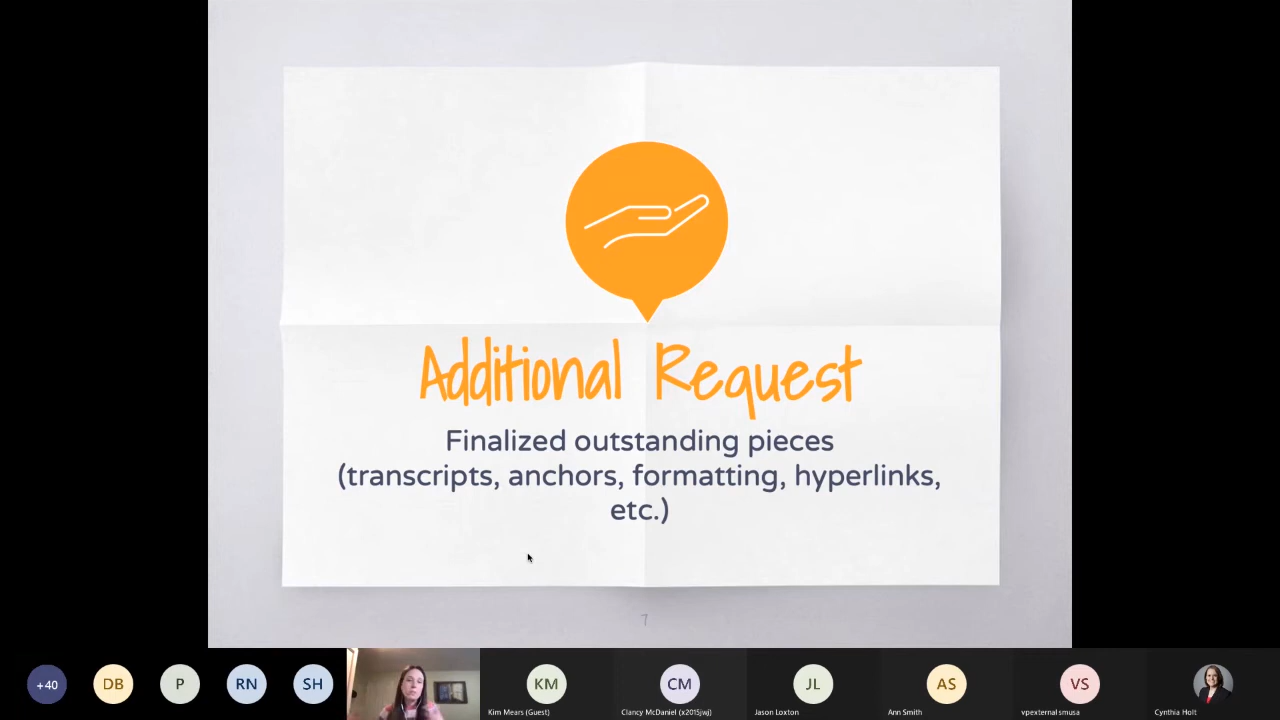 Additional Request
Finalized outstanding pieces
(transcripts, anchors, formatting, hyperlinks,
etc.)
7
+40
DB
P
RN
SH
KM
CM
JL
AS
VS
Kim Mears (Guest)
Clancy McDaniel (x2015jwj)
Jason Loxton
Ann Smith
vpexternal smusa
Cynthia Holt